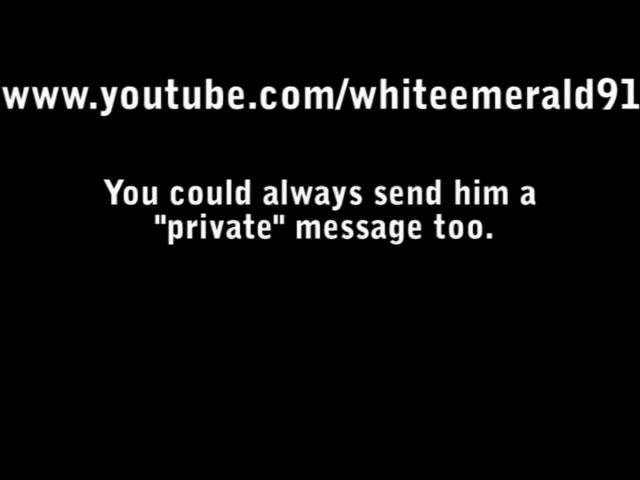 www.youtube.com/whiteemerald91
You could always send him a
"private" message too.